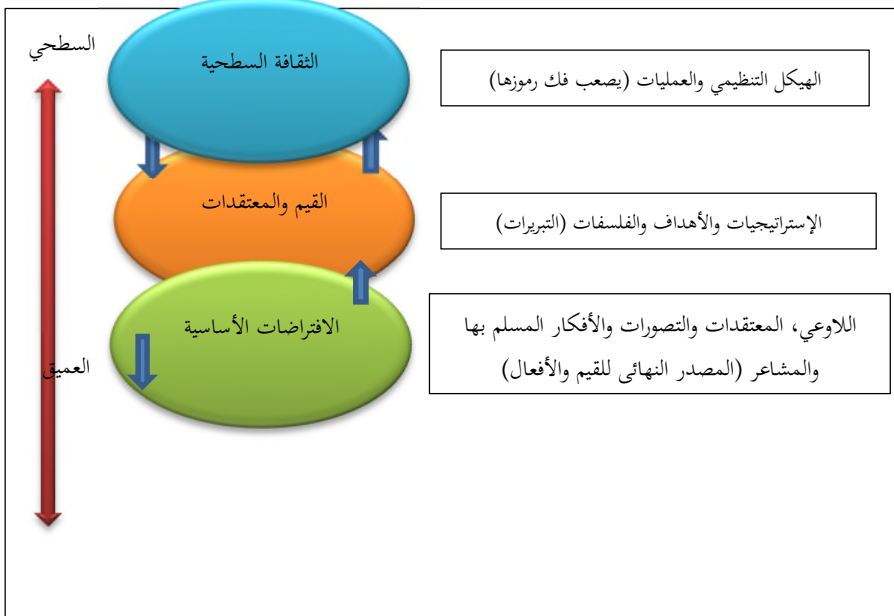 السطحي
الثقافة السطحية
الهيكل التنظيمي والعمليات (يصعب فك رموزها)
القيم والمعتقدات
الإستراتيجيات والأهداف والفلسفات (التبريرات)
الافتراضات الأساسية
اللاوعي، المعتقدات والتصورات والأفكار المسلم بها
والمشاعر (المصدر النهائى للقيم والأفعال)
العميق